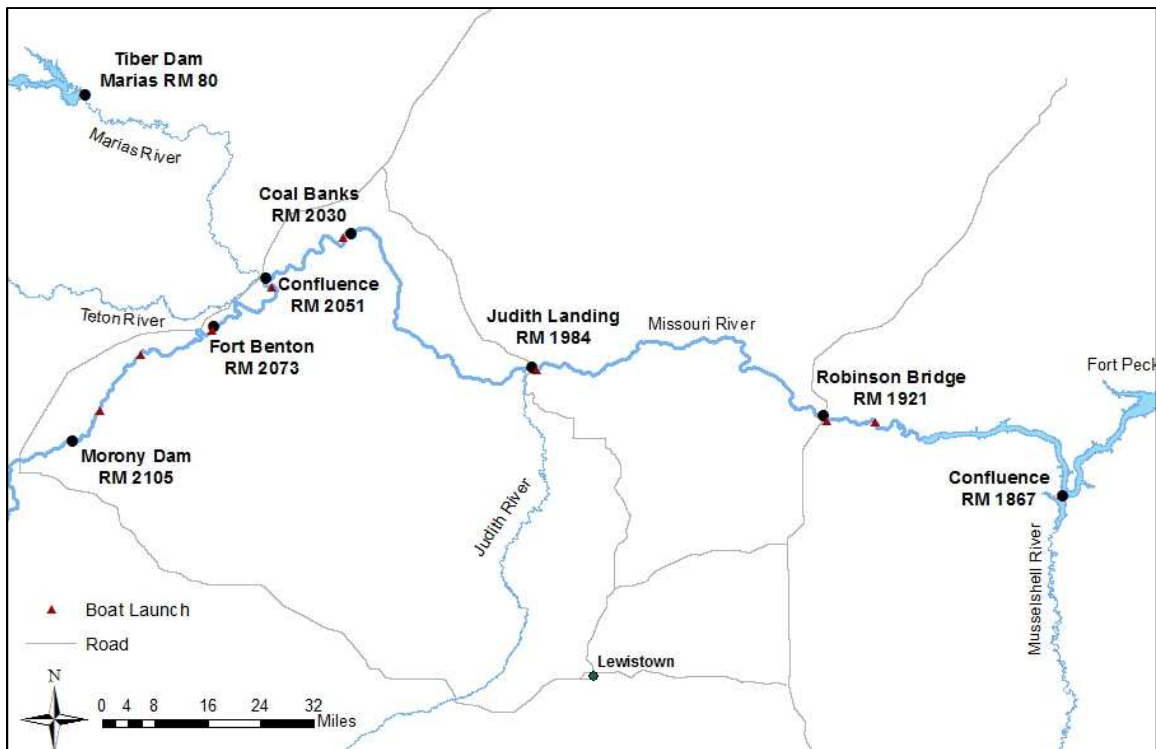 Tiber Dam
Marias RM 80
Marias River
Coal Banks
RM 2030
Confluence
RM 2051
Teton River
Fort Benton
RM 2073
Judith Landing
RM 1984
Missouri River
Fort Peck
Robinson Bridge
RM 1921
Morony Dam
RM 2105
Confluence
RM 1867
Judith River
Musselshell River
Boat Launch
Road
Lewistown
N
0 4 8 16 24 32
Miles